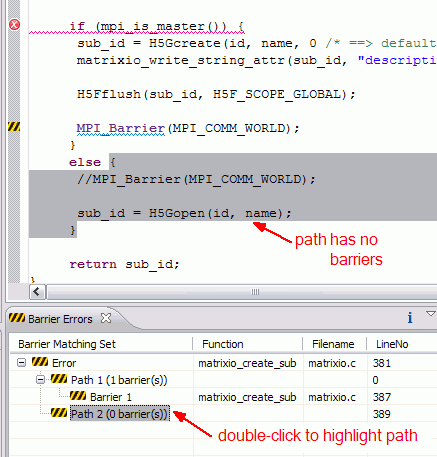 if (mpi_is_master()) {
sub_id = H5Gcreate(id, name, 0 /* ==> default
matrixio_write_string_attr(sub_id, "descripti
H5Fflush(sub_id, H5F_SCOPE_GLOBAL);
MPI_Barrier(MPI_COMM_WORLD);
}
else {
//MPI_Barrier(MPI_COMM_WORLD);
sub_id = H5Gopen(id, name);
}
path has no
barriers
return sub_id;
}
Barrier Errors
Barrier Matching Set Function Filename LineNo
Error matrixio_create_sub matrixio.c 381
Path 1 (1 barrier(s)) 0
Barrier 1 matrixio_create_sub matrixio.c 387
Path 2 (0 barrier(s)) 389
double-click to highlight path